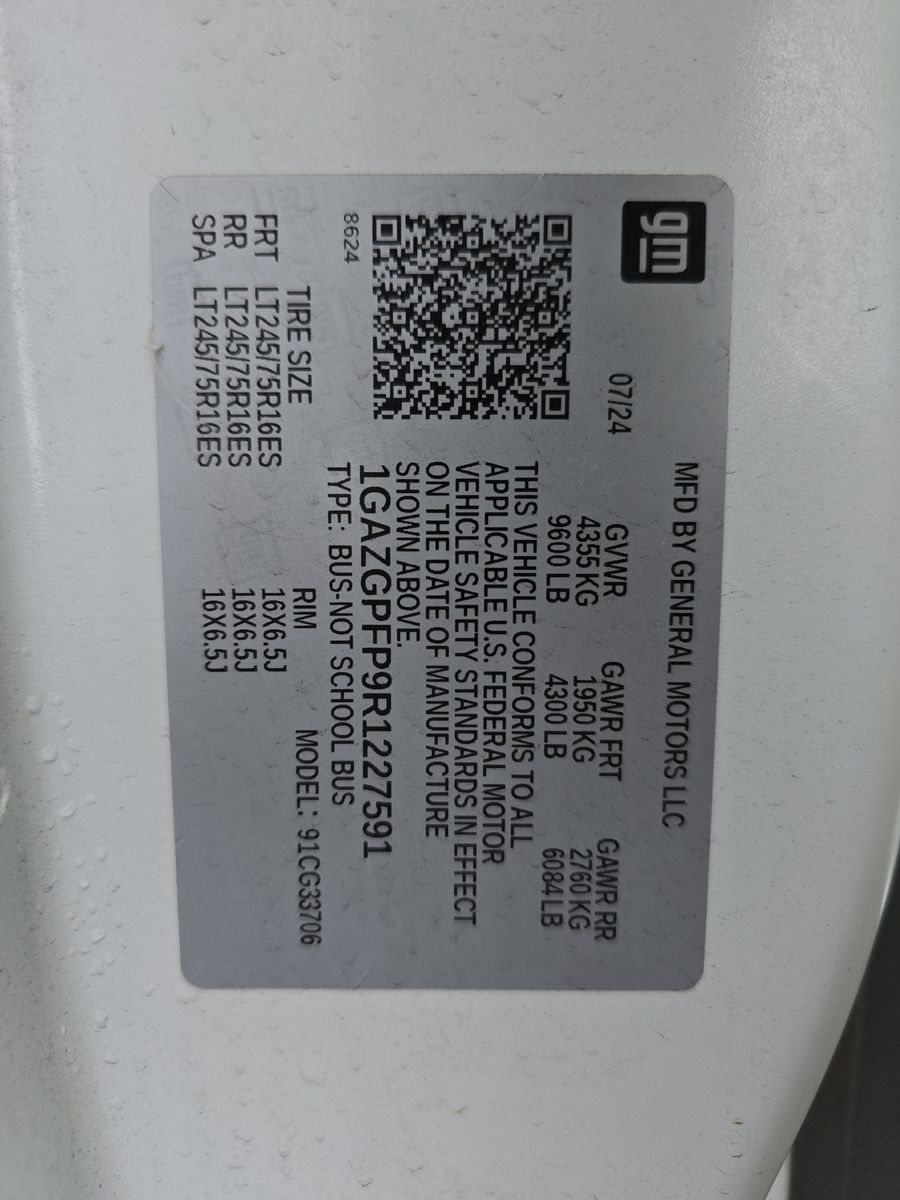 gm
MFD BY GENERAL MOTORS LLC
07/24 GVWR GAWR FRT GAWR RR
4355 KG 1950 KG 2760 KG
9600 LB 4300 LB 6084 LB
THIS VEHICLE CONFORMS TO ALL
APPLICABLE U.S. FEDERAL MOTOR
VEHICLE SAFETY STANDARDS IN EFFECT
ON THE DATE OF MANUFACTURE
SHOWN ABOVE.
1GAZGPFP9R1227591
8624 TYPE: BUS-NOT SCHOOL BUS
TIRE SIZE RIM MODEL: 91CG33706
FRT LT245/75R16ES 16X6.5J
RR LT245/75R16ES 16X6.5J
SPA LT245/75R16ES 16X6.5J